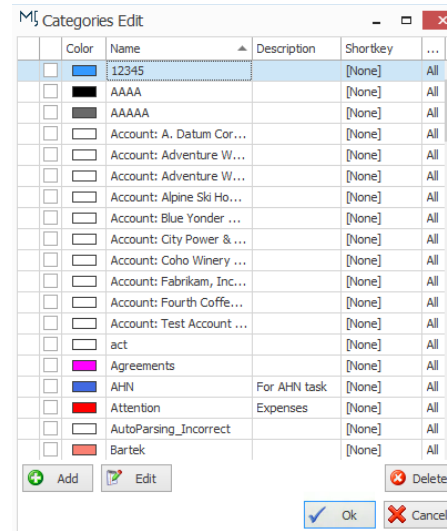 Categories Edit
Color Name Description Shortkey ...
12345 [None] All
AAAA [None] All
AAAAA [None] All
Account: A. Datum Cor... [None] All
Account: Adventure W... [None] All
Account: Adventure W... [None] All
Account: Alpine Ski Ho... [None] All
Account: Blue Yonder ... [None] All
Account: City Power & ... [None] All
Account: Coho Winery ... [None] All
Account: Fabrikam, Inc... [None] All
Account: Fourth Coffe... [None] All
Account: Test Account ... [None] All
act [None] All
Agreements [None] All
AHN For AHN task [None] All
Attention Expenses [None] All
AutoParsing_Incorrect [None] All
Bartek [None] All
Add Edit Delete
Ok Cancel